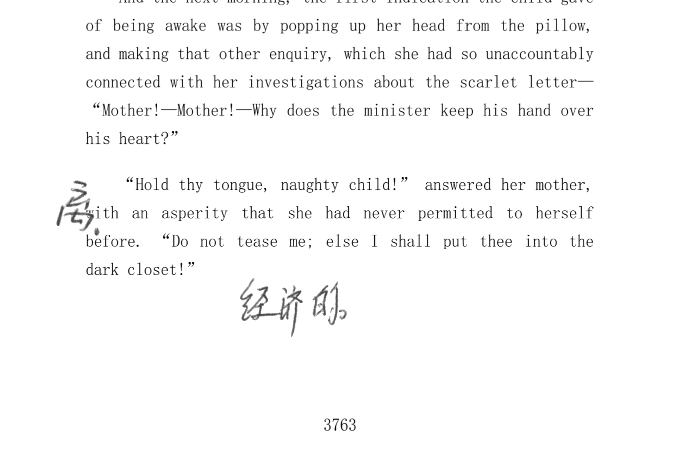 And the next morning, the first indication the child gave
of being awake was by popping up her head from the pillow,
and making that other enquiry, which she had so unaccountably
connected with her investigations about the scarlet letter—
“Mother!—Mother!—Why does the minister keep his hand over
his heart?”
“Hold thy tongue, naughty child!” answered her mother,
with an asperity that she had never permitted to herself
before. “Do not tease me; else I shall put thee into the
dark closet!”
经济的。
3763